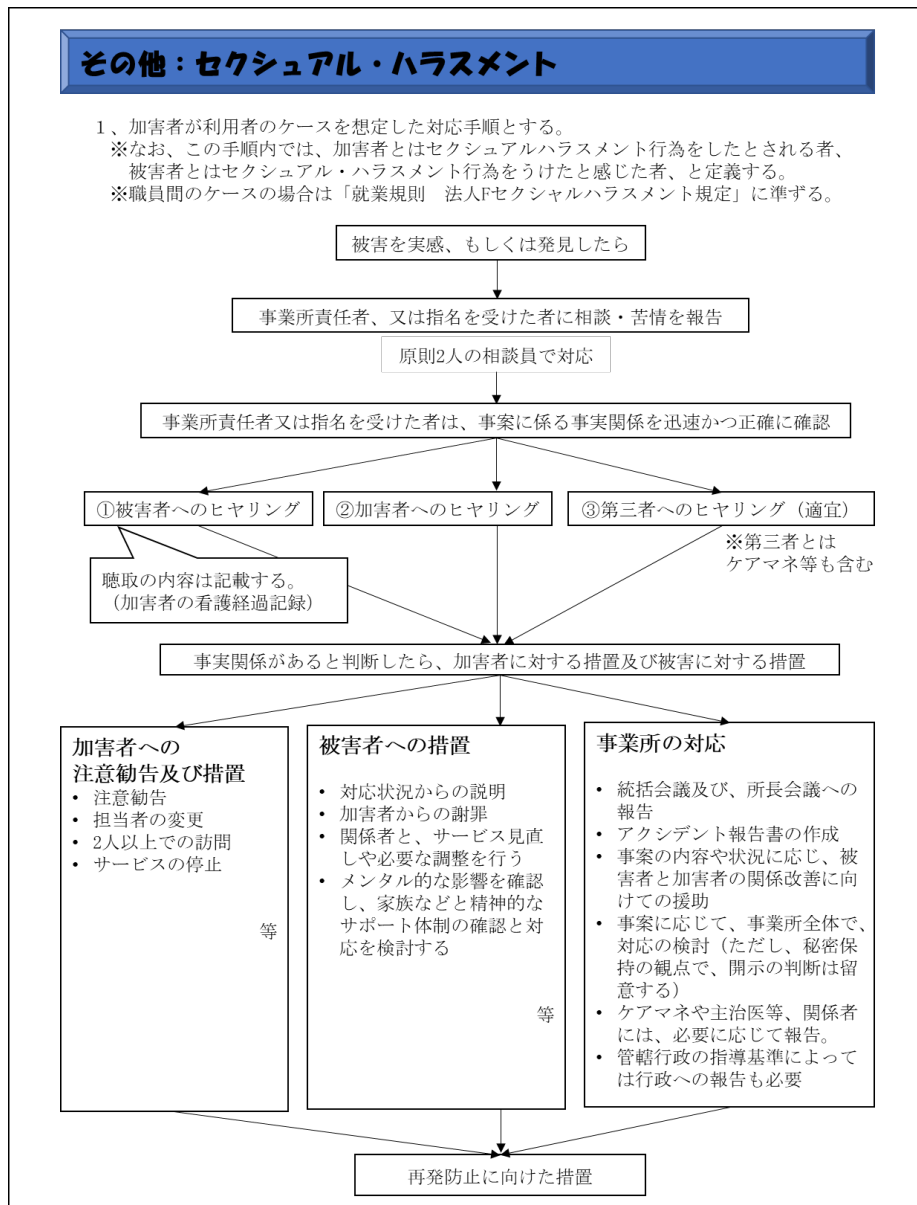 その他：セクシュアル・ハラスメント
１、加害者が利用者のケースを想定した対応手順とする。
※なお、この手順内では、加害者とはセクシュアルハラスメント行為をしたとされる者、
被害者とはセクシュアル・ハラスメント行為をうけたと感じた者、と定義する。
※職員間のケースの場合は「就業規則　法人Fセクシャルハラスメント規定」に準ずる。
被害を実感、もしくは発見したら
事業所責任者、又は指名を受けた者に相談・苦情を報告
原則2人の相談員で対応
事業所責任者又は指名を受けた者は、事案に係る事実関係を迅速かつ正確に確認
①被害者へのヒヤリング
②加害者へのヒヤリング
③第三者へのヒヤリング（適宜）
※第三者とは
ケアマネ等も含む
聴取の内容は記載する。
（加害者の看護経過記録）
事実関係があると判断したら、加害者に対する措置及び被害に対する措置
加害者への
注意勧告及び措置
• 注意勧告
• 担当者の変更
• 2人以上での訪問
• サービスの停止
等
被害者への措置
• 対応状況からの説明
• 加害者からの謝罪
• 関係者と、サービス見直
しや必要な調整を行う
• メンタル的な影響を確認
し、家族などと精神的な
サポート体制の確認と対
応を検討する
等
事業所の対応
• 統括会議及び、所長会議への
報告
• アクシデント報告書の作成
• 事案の内容や状況に応じ、被
害者と加害者の関係改善に向
けての援助
• 事案に応じて、事業所全体で、
対応の検討（ただし、秘密保
持の観点で、開示の判断は留
意する）
• ケアマネや主治医等、関係者
には、必要に応じて報告。
• 管轄行政の指導基準によって
は行政への報告も必要
再発防止に向けた措置